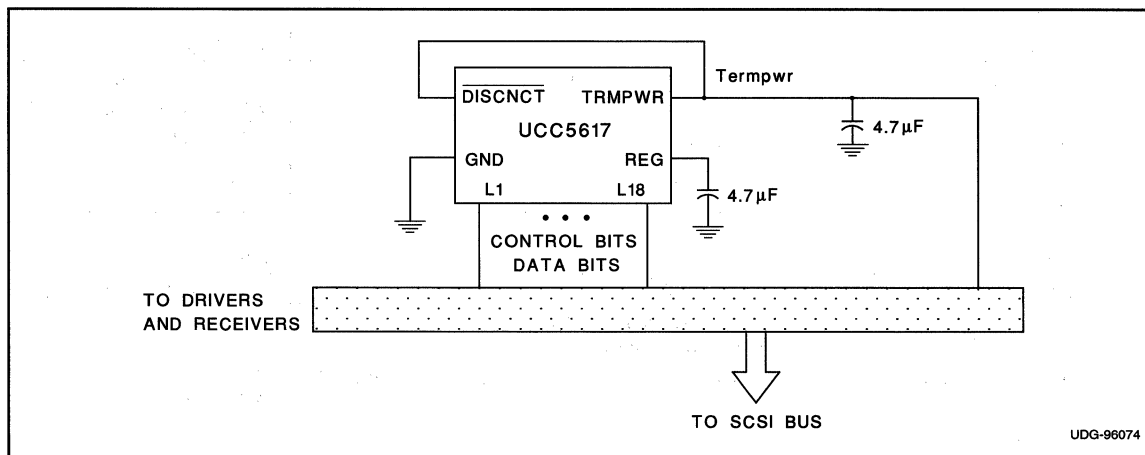 Termpwr
DISCNCT TRMPWR
UCC5617
4.7µF
GND REG
L1 L18
4.7µF
• • •
CONTROL BITS
DATA BITS
TO DRIVERS
AND RECEIVERS
TO SCSI BUS
UDG-96074